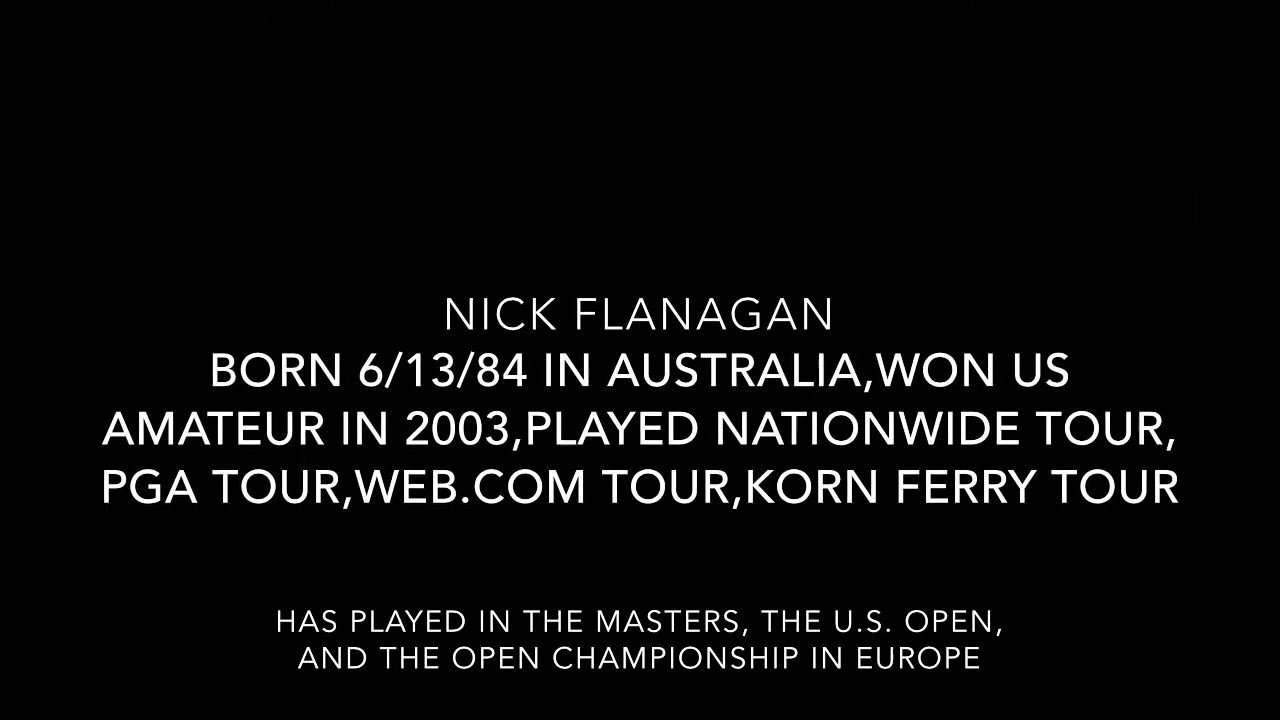 NICK FLANAGAN
BORN 6/13/84 IN AUSTRALIA,WON US
AMATEUR IN 2003,PLAYED NATIONWIDE TOUR,
PGA TOUR,WEB.COM TOUR,KORN FERRY TOUR
HAS PLAYED IN THE MASTERS, THE U.S. OPEN,
AND THE OPEN CHAMPIONSHIP IN EUROPE